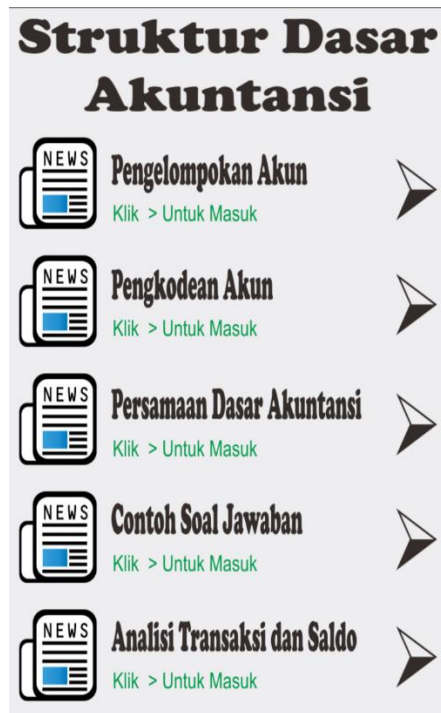 Struktur Dasar
Akuntansi
NEWS
Pengelompokan Akun
Klik > Untuk Masuk
NEWS
Pengkodean Akun
Klik > Untuk Masuk
NEWS
Persamaan Dasar Akuntansi
Klik > Untuk Masuk
NEWS
Contoh Soal Jawaban
Klik > Untuk Masuk
NEWS
Analisi Transaksi dan Saldo
Klik > Untuk Masuk